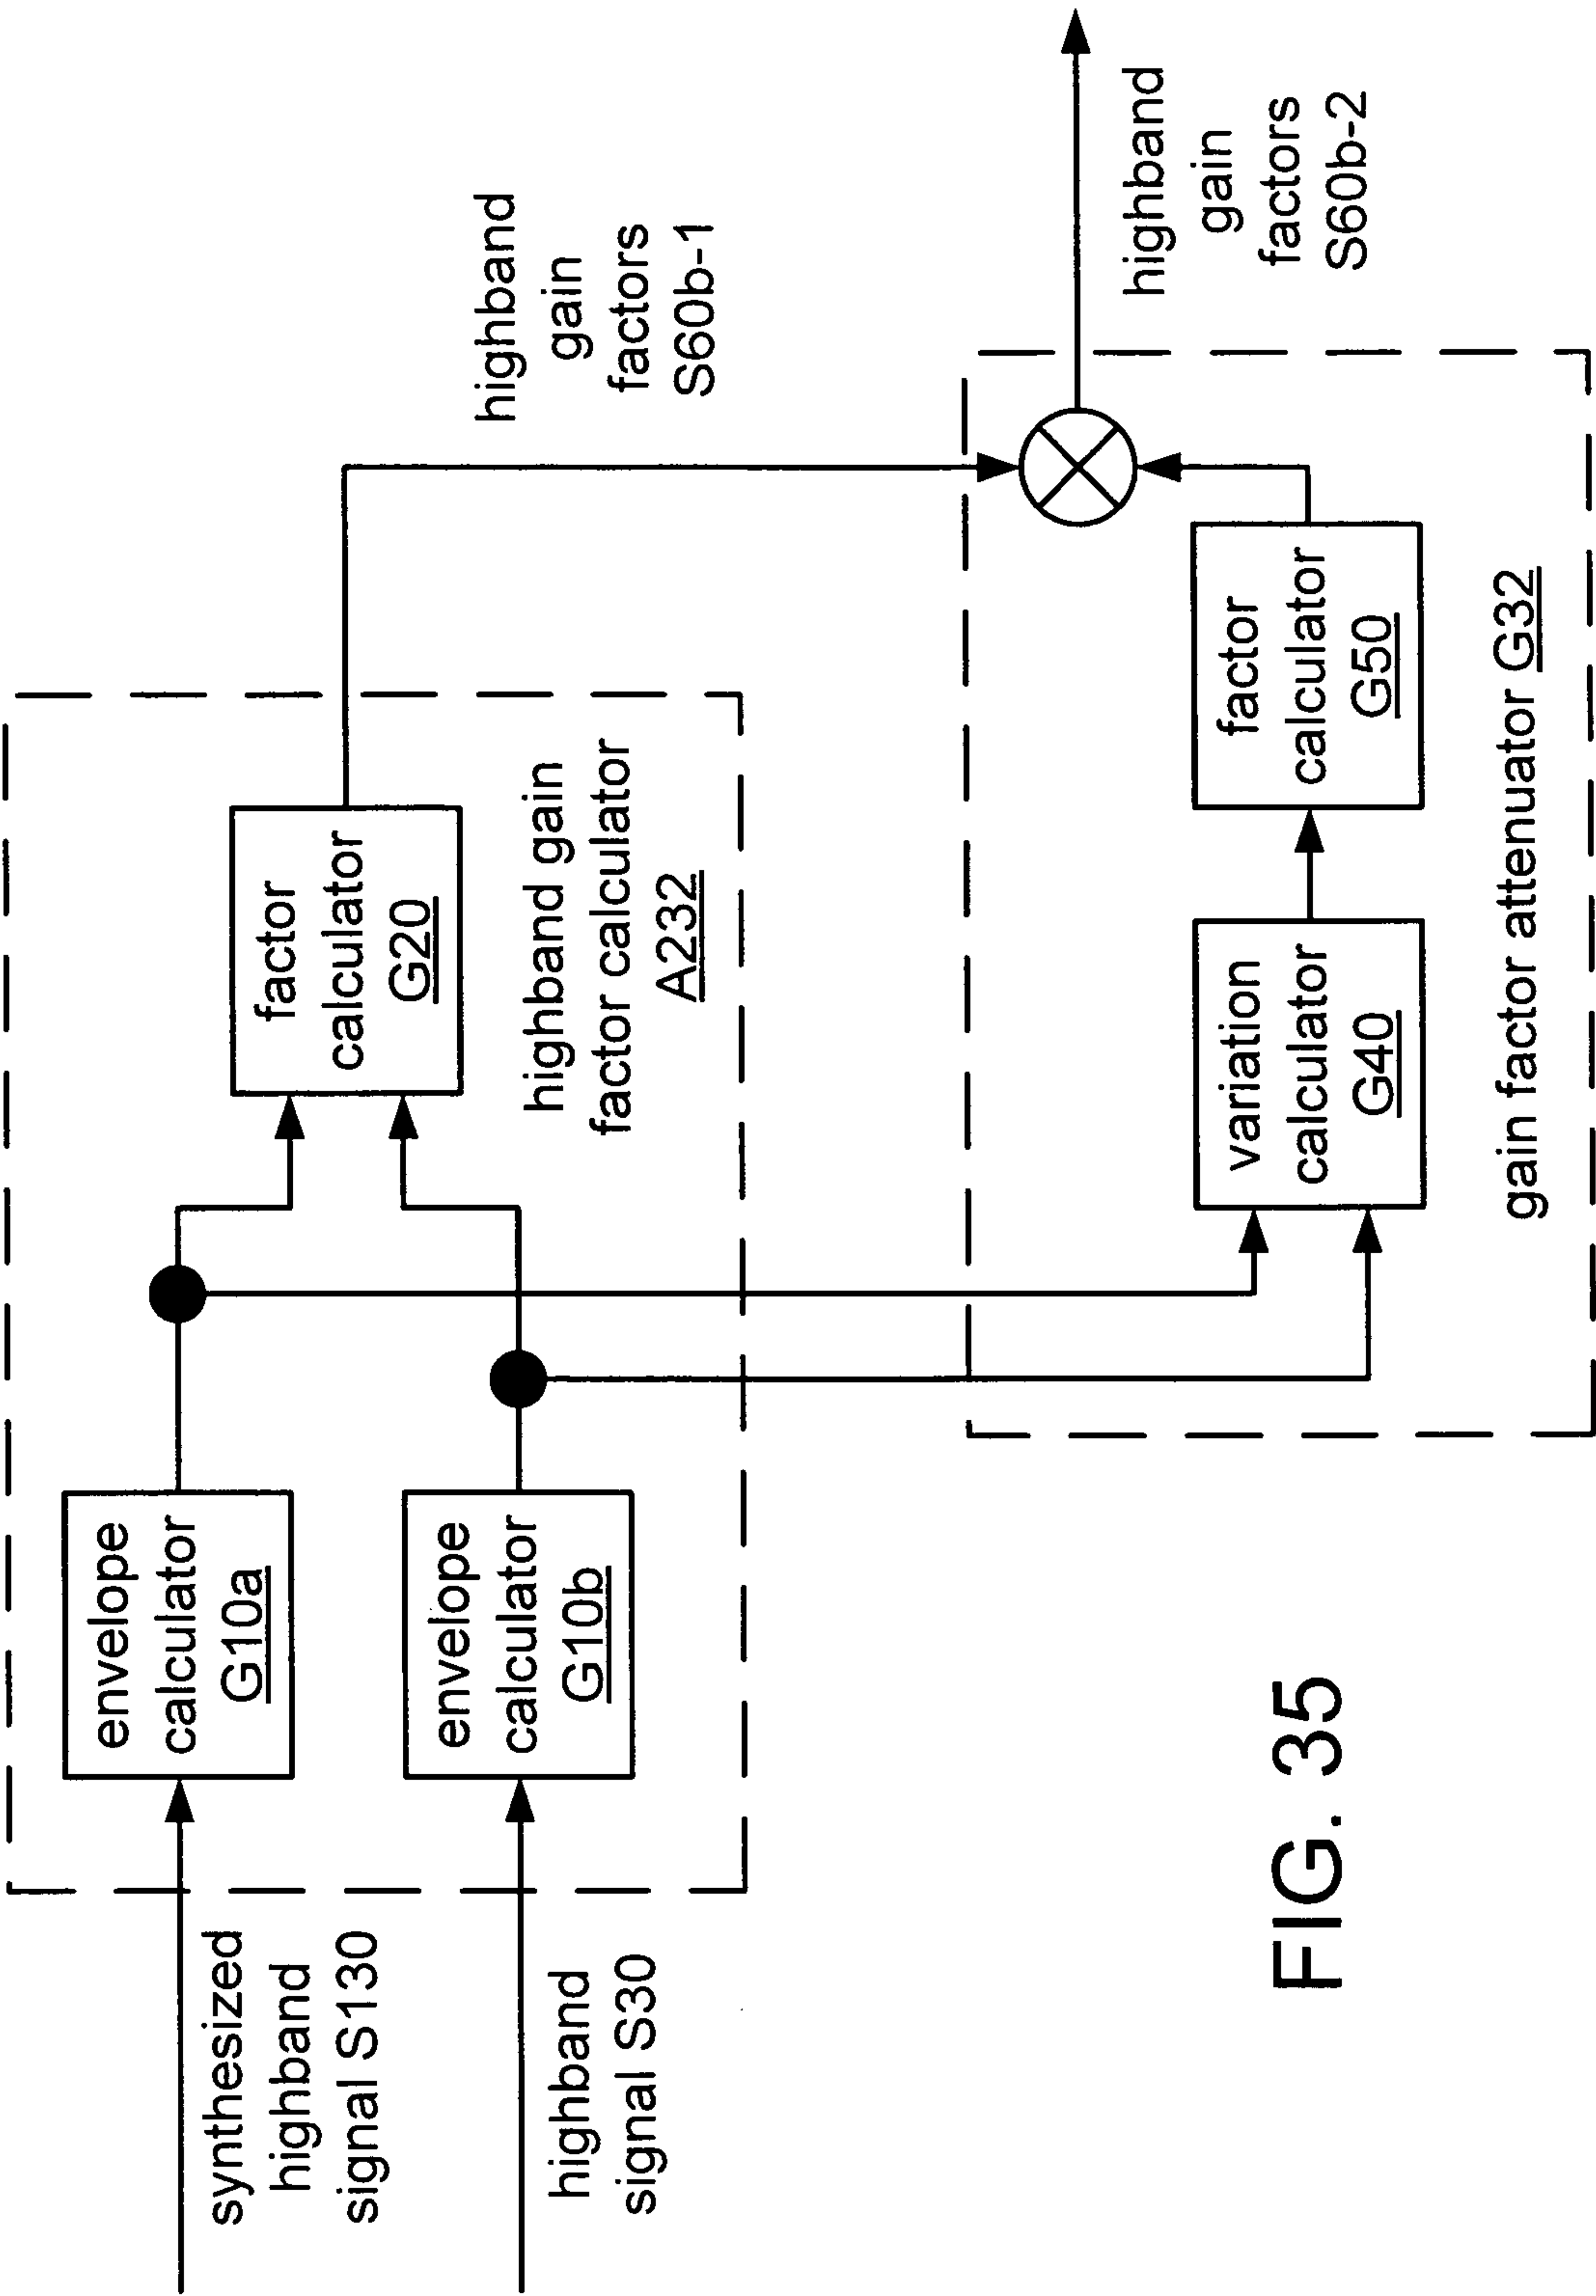 synthesized
highband
signal S130
highband
signal S30
envelope
calculator
G10a
envelope
calculator
G10b
factor
calculator
G20
highband gain
factor calculator
A232
highband
gain
factors
S60b-1
variation
calculator
G40
factor
calculator
G50
gain factor attenuator G32
highband
gain
factors
S60b-2
FIG. 35